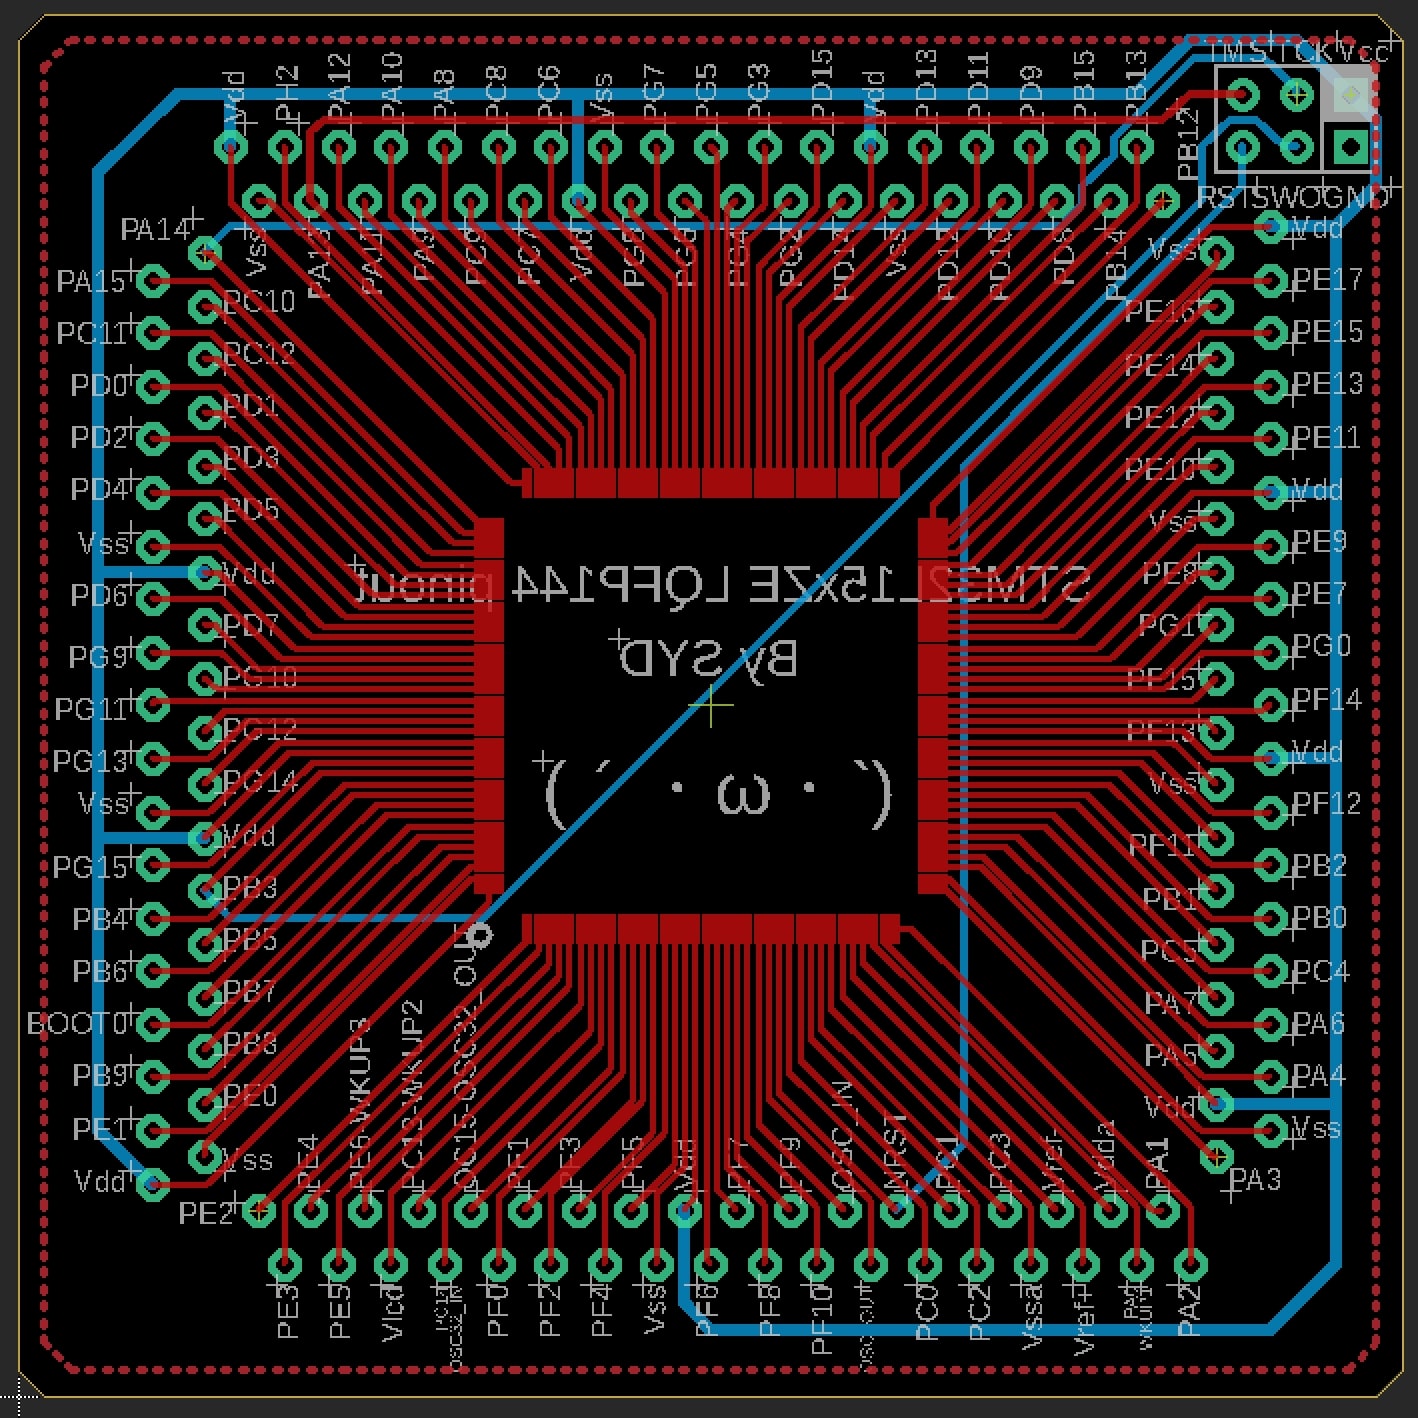 TMS TCK Vcc
Vdd PH2 PA12 PA10 PA8 PC8 PC6 Vss PG7 PG5 PG3 PD15 Vdd PD13 PD11 PD9 PB15 PB13
PB12
RST SWO GND
Vss PA13 PA11 PA9 PC9 PC7 Vdd PG8 PG6 PG4 PG2 PD14 Vss PD12 PD10 PD8 PB14
PA14
PA15
PC10
PC11
PC12
PD0
PD1
PD2
PD3
PD4
PD5
Vss
Vdd
PD6
PD7
PG9
PG10
PG11
PG12
PG13
PG14
Vss
Vdd
PG15
PB3
PB4
PB5
PB6
PB7
BOOT0
PB8
PB9
PE0
PE1
Vss
Vdd
STM32L15xZE LQFP144 pinout
By SYD
( ´ · ω · ` )
Vdd
Vss
PE17
PE16
PE15
PE14
PE13
PE12
PE11
PE10
Vdd
Vss
PE9
PE8
PE7
PG1
PG0
PF15
PF14
PF13
Vdd
Vss
PF12
PF11
PB2
PB1
PB0
PC5
PC4
PA7
PA6
PA5
PA4
Vdd
Vss
PA3
PE2 PE4 PE6-WKUP3 PC13-WKUP2 PC15-OSC32_OUT PF1 PF3 PF5 Vdd PF7 PF9 OSC_IN NRST PC1 PC3 Vref- Vdda PA1
PE3 PE5 Vlcd PC14 OSC32_IN PF0 PF2 PF4 Vss PF6 PF8 PF10 OSC_OUT PC0 PC2 Vssa Vref+ PA0 WKUP1 PA2